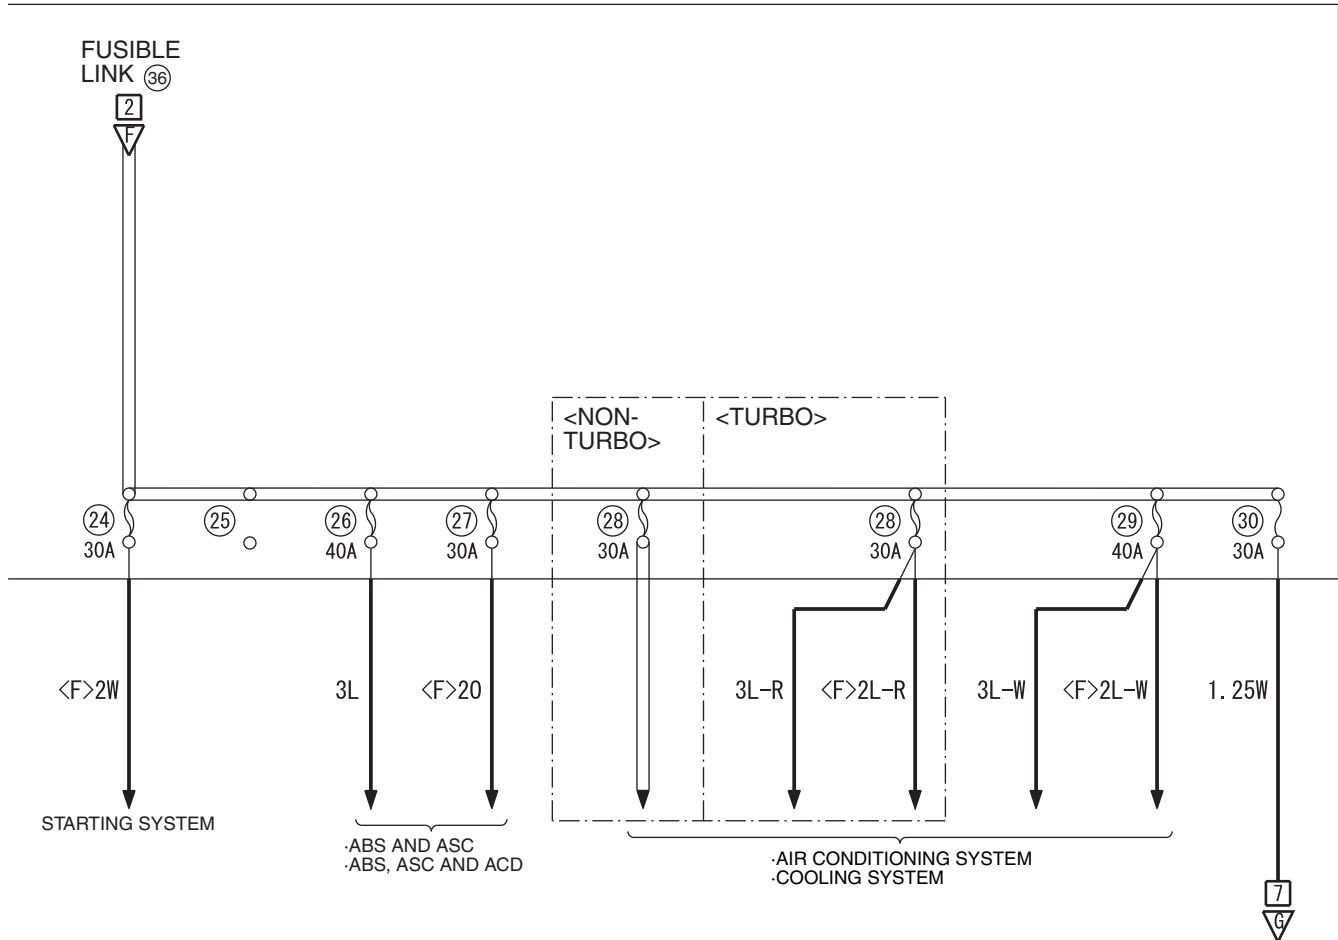 FUSIBLE
LINK 36
2
F
<NON-
TURBO>
<TURBO>
24
30A
25
26
40A
27
30A
28
30A
28
30A
29
40A
30
30A
<F>2W
3L
<F>2O
3L-R
<F>2L-R
3L-W
<F>2L-W
1.25W
STARTING SYSTEM
·ABS AND ASC
·ABS, ASC AND ACD
·AIR CONDITIONING SYSTEM
·COOLING SYSTEM
7
G